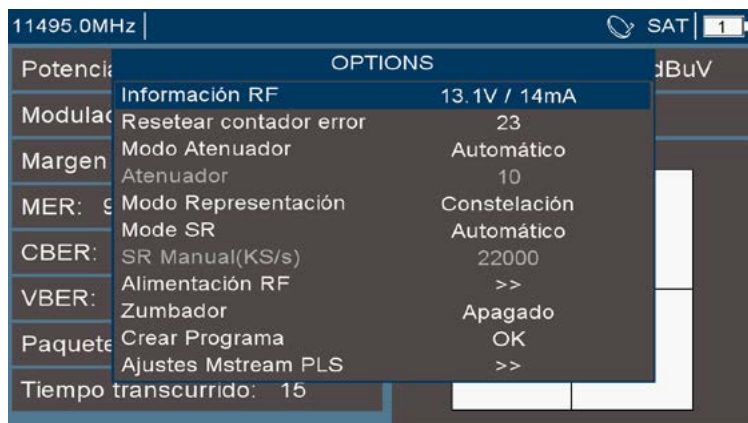 11495.0MHz SAT 1
OPTIONS
Potencia dBuV
Información RF 13.1V / 14mA
Modulac
Resetear contador error 23
Modo Atenuador Automático
Margen
Atenuador 10
MER: 9
Modo Representación Constelación
Mode SR Automático
CBER:
SR Manual(KS/s) 22000
Alimentación RF >>
VBER:
Zumbador Apagado
Crear Programa OK
Paquete
Ajustes Mstream PLS >>
Tiempo transcurrido: 15